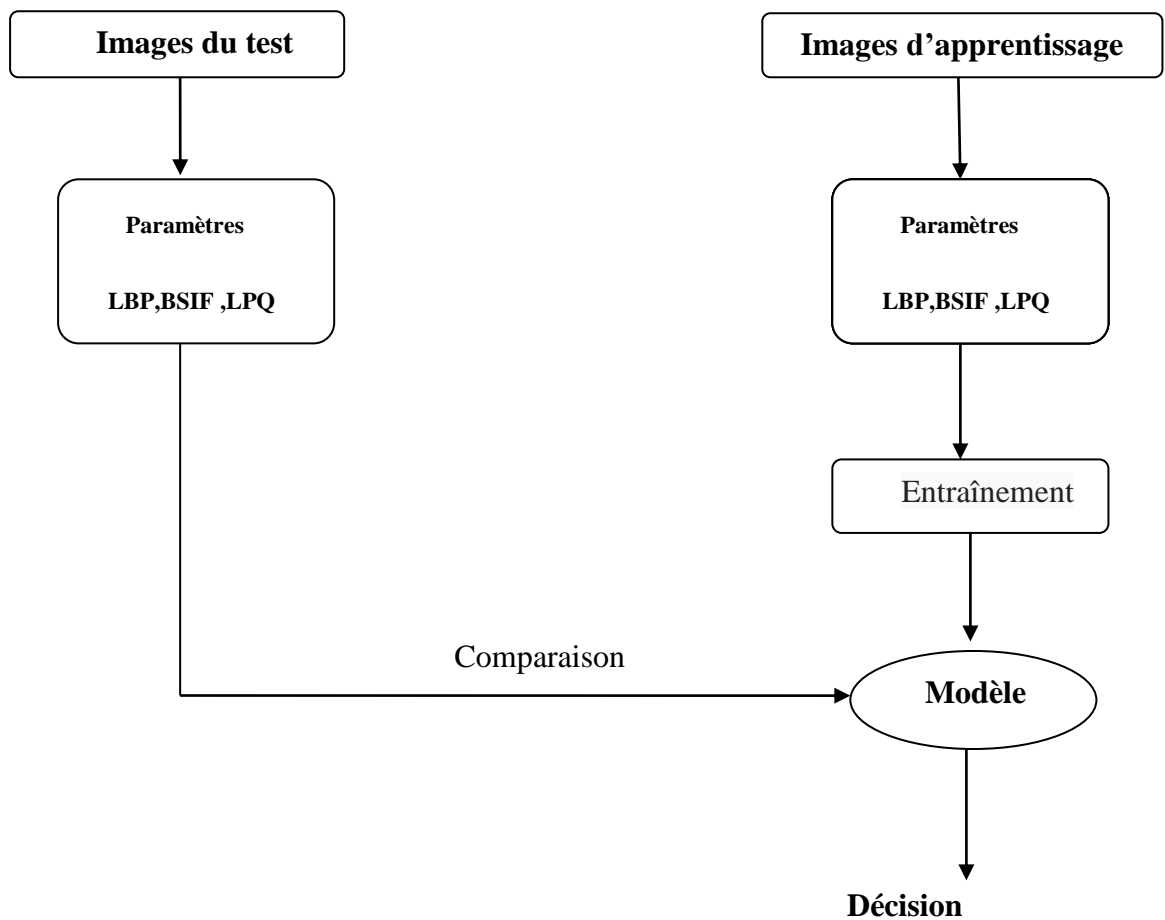 Images du test
Images d’apprentissage
Paramètres
LBP,BSIF ,LPQ
Paramètres
LBP,BSIF ,LPQ
Entraînement
Comparaison
Modèle
Décision